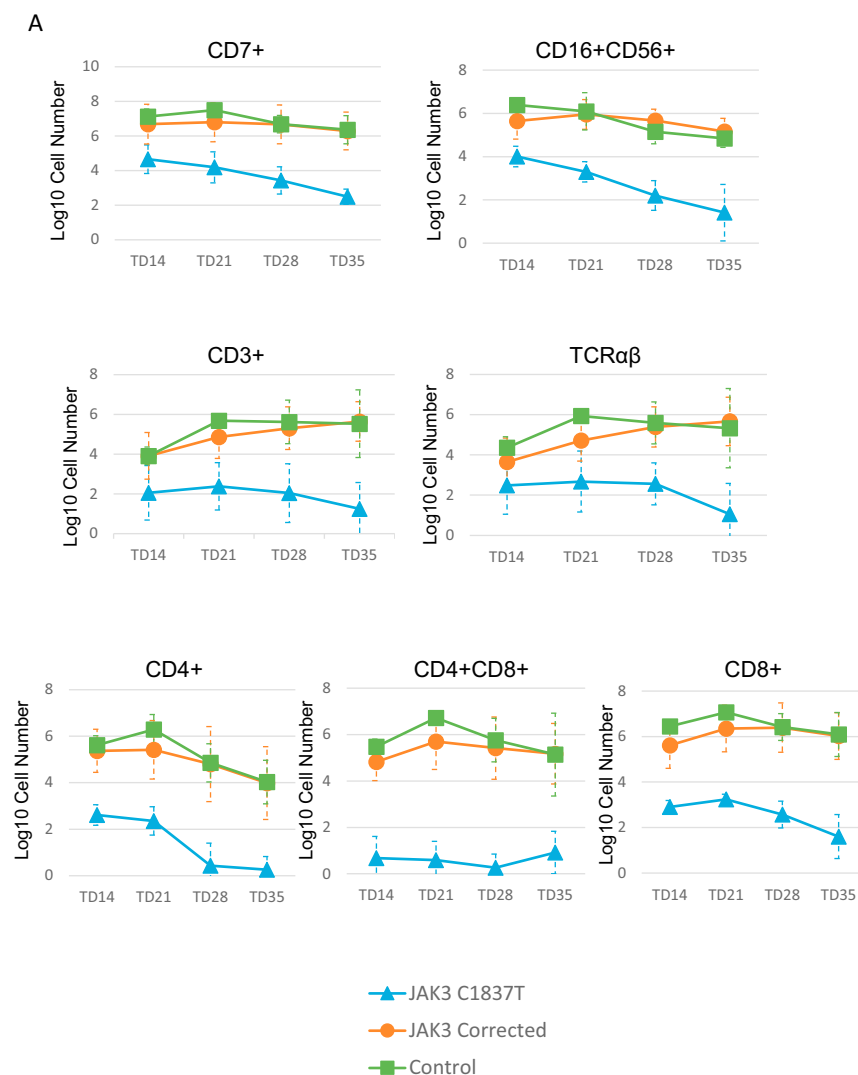 A
CD7+
CD16+CD56+
Log10 Cell Number
10
8
6
4
2
0
TD14 TD21 TD28 TD35
Log10 Cell Number
8
6
4
2
0
TD14 TD21 TD28 TD35
CD3+
TCRαβ
Log10 Cell Number
8
6
4
2
0
TD14 TD21 TD28 TD35
Log10 Cell Number
8
6
4
2
0
TD14 TD21 TD28 TD35
CD4+
CD4+CD8+
CD8+
Log10 Cell Number
8
6
4
2
0
TD14 TD21 TD28 TD35
Log10 Cell Number
8
6
4
2
0
TD14 TD21 TD28 TD35
Log10 Cell Number
8
6
4
2
0
TD14 TD21 TD28 TD35
JAK3 C1837T
JAK3 Corrected
Control